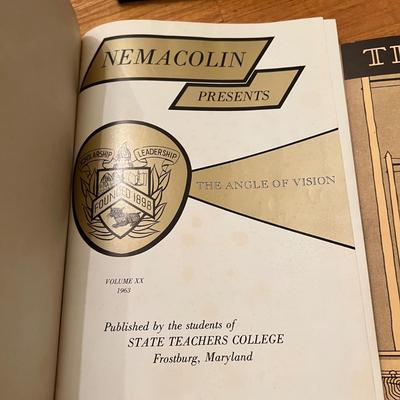 NEMACOLIN
PRESENTS
SCHOLARSHIP LEADERSHIP
FOUNDED 1898
THE ANGLE OF VISION
VOLUME XX
1963
Published by the students of
STATE TEACHERS COLLEGE
Frostburg, Maryland